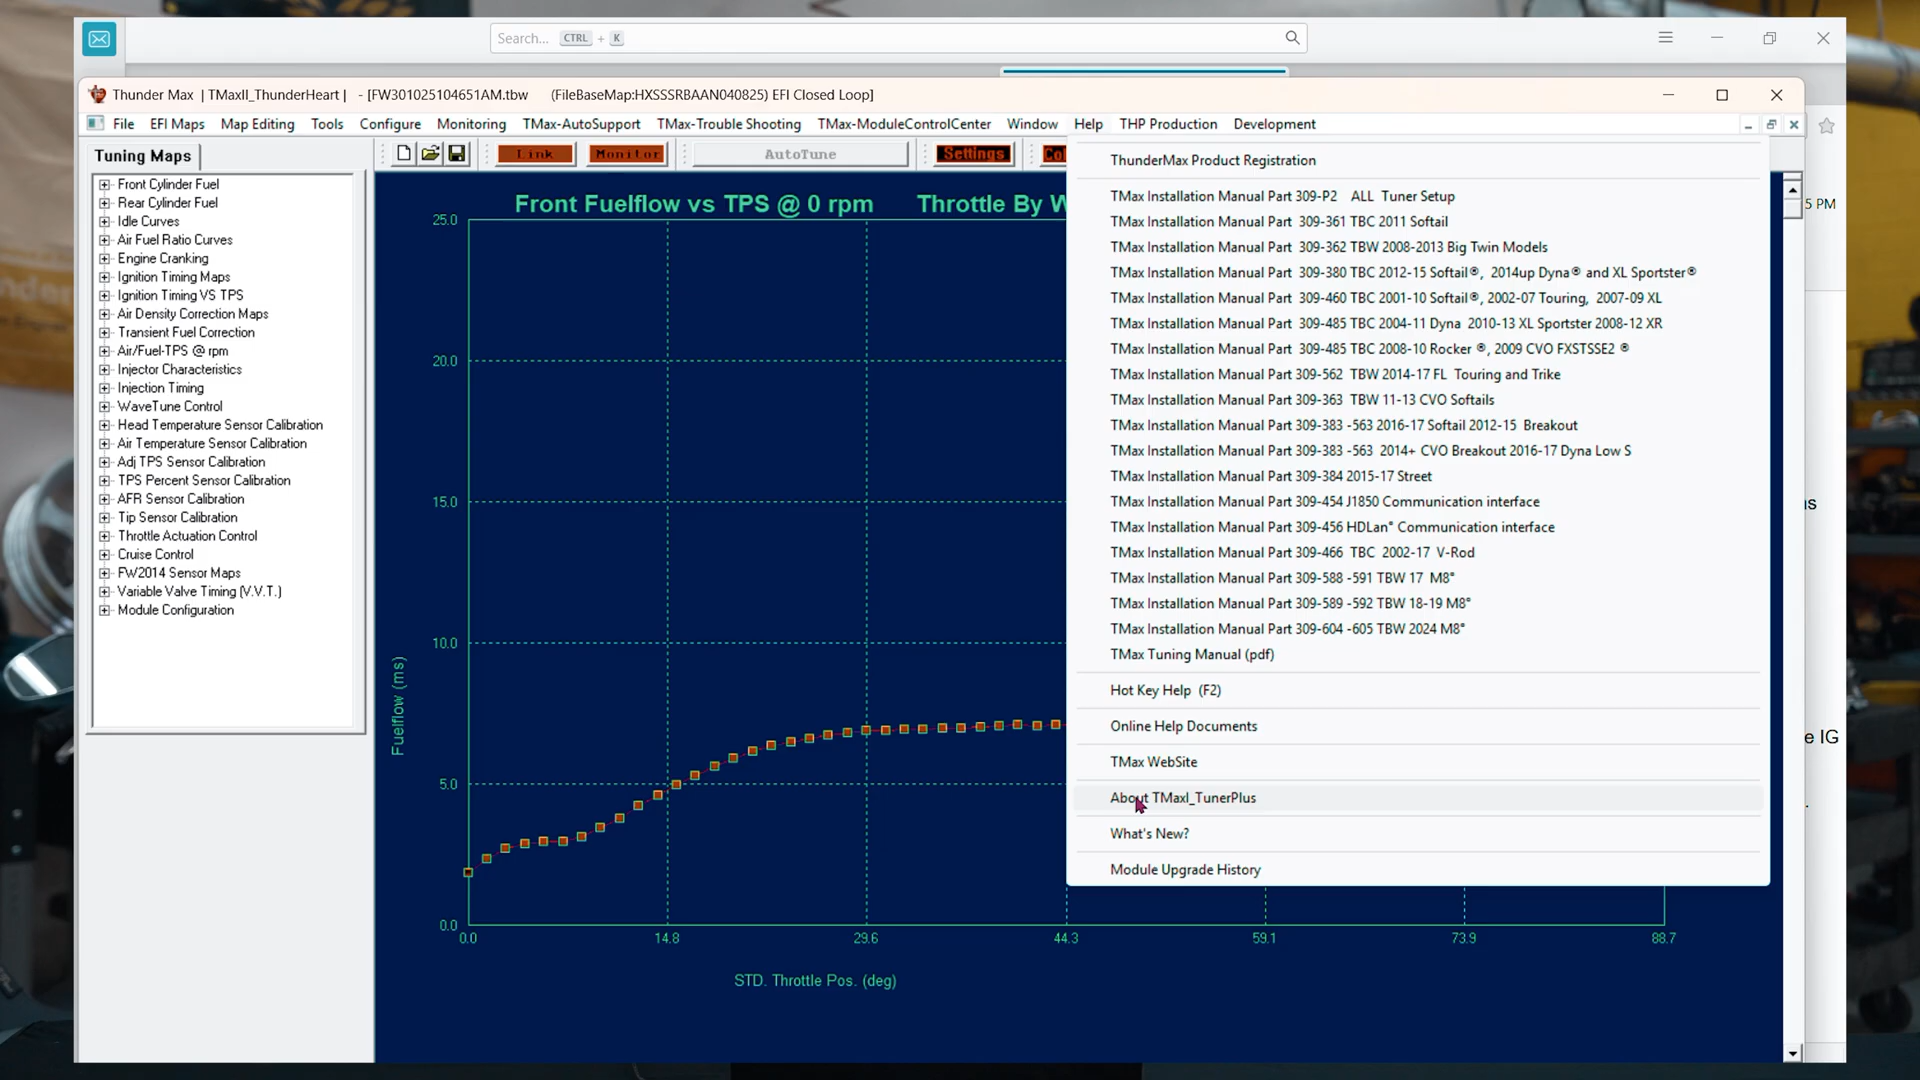 Search... CTRL + K
Thunder Max | TMaxII_ThunderHeart | - [FW301025104651AM.tbw (FileBaseMap:HXSSSRBAAN040825) EFI Closed Loop]
File EFI Maps Map Editing Tools Configure Monitoring TMax-AutoSupport TMax-Trouble Shooting TMax-ModuleControlCenter Window Help THP Production Development
Tuning Maps
Link Monitor AutoTune Settings
Front Cylinder Fuel
Rear Cylinder Fuel
Idle Curves
Air Fuel Ratio Curves
Engine Cranking
Ignition Timing Maps
Ignition Timing VS TPS
Air Density Correction Maps
Transient Fuel Correction
Air/Fuel-TPS @ rpm
Injector Characteristics
Injection Timing
WaveTune Control
Head Temperature Sensor Calibration
Air Temperature Sensor Calibration
Adj TPS Sensor Calibration
TPS Percent Sensor Calibration
AFR Sensor Calibration
Tip Sensor Calibration
Throttle Actuation Control
Cruise Control
FW2014 Sensor Maps
Variable Valve Timing (V.V.T.)
Module Configuration
Front Fuelflow vs TPS @ 0 rpm Throttle By W
25.0
20.0
15.0
10.0
5.0
0.0
Fuelflow (ms)
0.0 14.8 29.6 44.3 59.1 73.9 88.7
STD. Throttle Pos. (deg)
ThunderMax Product Registration
TMax Installation Manual Part 309-P2 ALL Tuner Setup
TMax Installation Manual Part 309-361 TBC 2011 Softail
TMax Installation Manual Part 309-362 TBW 2008-2013 Big Twin Models
TMax Installation Manual Part 309-380 TBC 2012-15 Softail®, 2014up Dyna® and XL Sportster®
TMax Installation Manual Part 309-460 TBC 2001-10 Softail®, 2002-07 Touring, 2007-09 XL
TMax Installation Manual Part 309-485 TBC 2004-11 Dyna 2010-13 XL Sportster 2008-12 XR
TMax Installation Manual Part 309-485 TBC 2008-10 Rocker ®, 2009 CVO FXSTSSE2 ®
TMax Installation Manual Part 309-562 TBW 2014-17 FL Touring and Trike
TMax Installation Manual Part 309-363 TBW 11-13 CVO Softails
TMax Installation Manual Part 309-383 -563 2016-17 Softail 2012-15 Breakout
TMax Installation Manual Part 309-383 -563 2014+ CVO Breakout 2016-17 Dyna Low S
TMax Installation Manual Part 309-384 2015-17 Street
TMax Installation Manual Part 309-454 J1850 Communication interface
TMax Installation Manual Part 309-456 HDLan® Communication interface
TMax Installation Manual Part 309-466 TBC 2002-17 V-Rod
TMax Installation Manual Part 309-588 -591 TBW 17 M8®
TMax Installation Manual Part 309-589 -592 TBW 18-19 M8®
TMax Installation Manual Part 309-604 -605 TBW 2024 M8®
TMax Tuning Manual (pdf)
Hot Key Help (F2)
Online Help Documents
TMax WebSite
About TMaxI_TunerPlus
What's New?
Module Upgrade History
5 PM
e IG